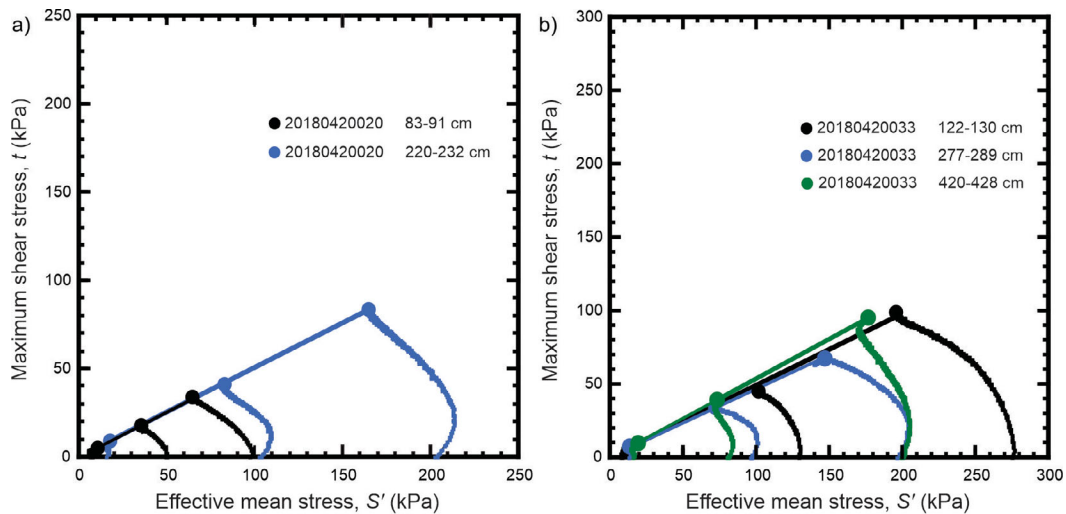 a)
250
200
150
100
50
0
Maximum shear stress, t (kPa)
20180420020 83-91 cm
20180420020 220-232 cm
0 50 100 150 200 250
Effective mean stress, S' (kPa)
b)
300
250
200
150
100
50
0
Maximum shear stress, t (kPa)
20180420033 122-130 cm
20180420033 277-289 cm
20180420033 420-428 cm
0 50 100 150 200 250 300
Effective mean stress, S' (kPa)